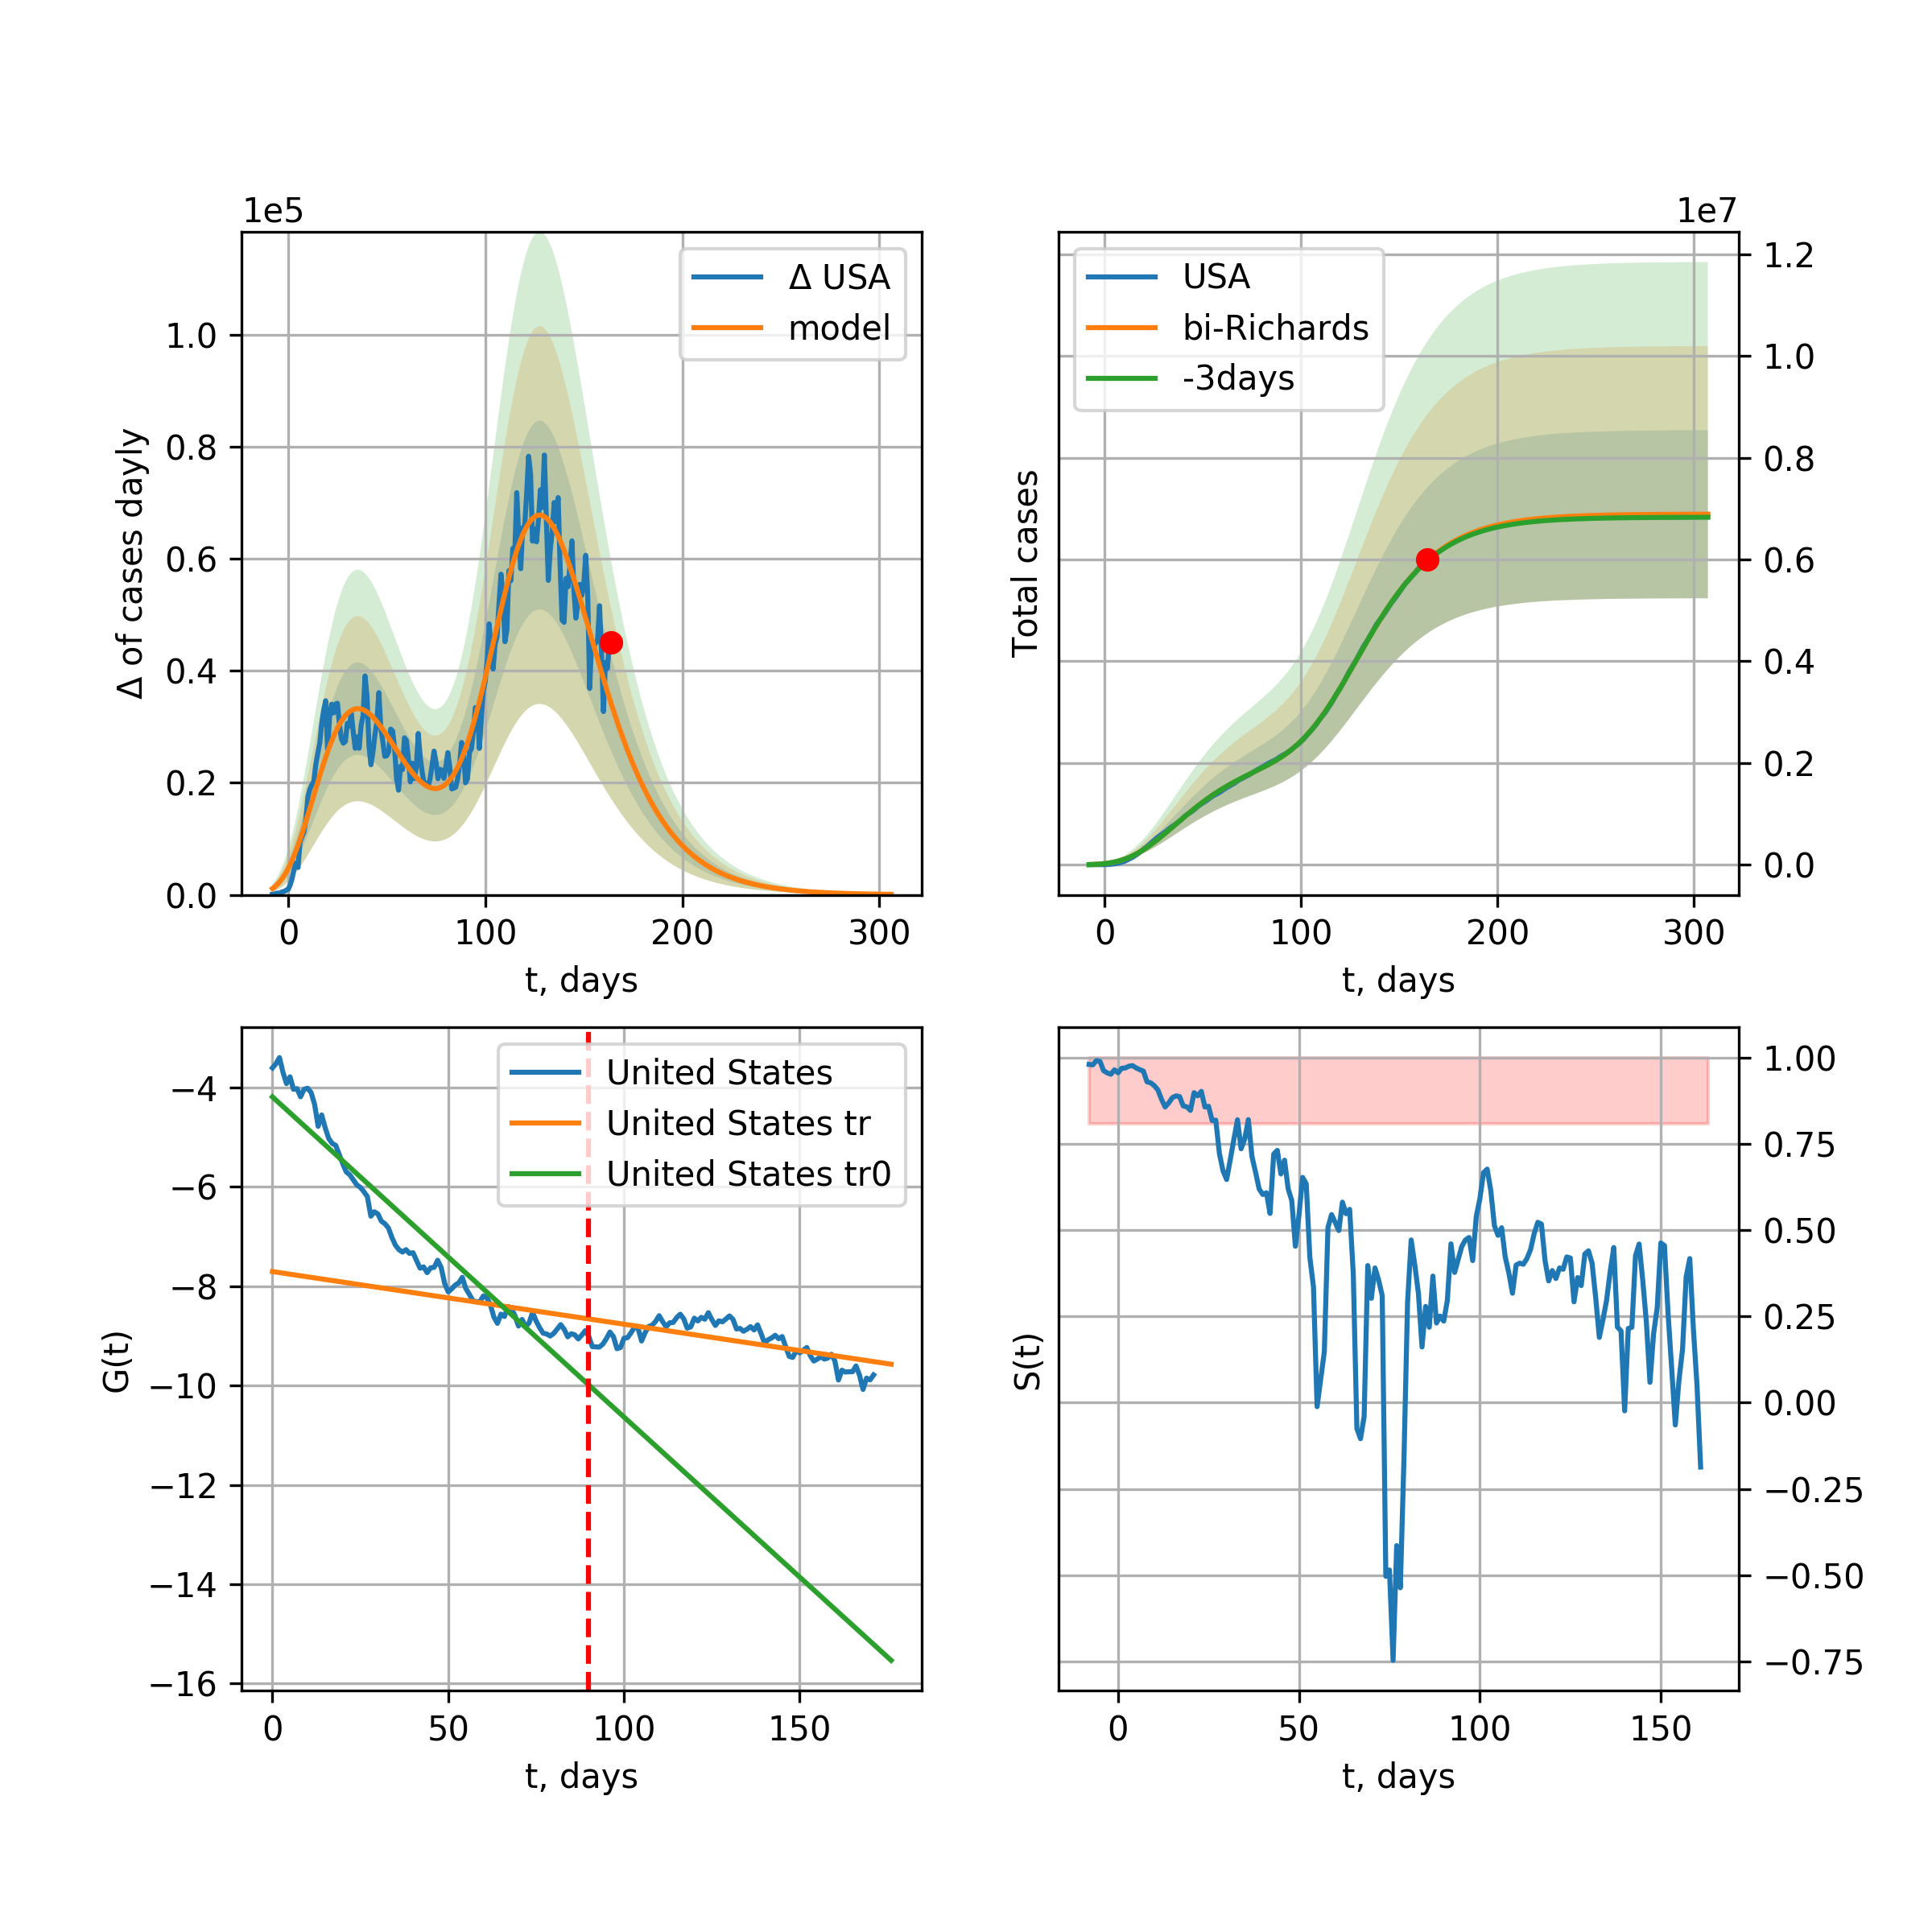 1e5
Δ USA
model
1.0
0.8
0.6
0.4
0.2
0.0
Δ of cases dayly
0 100 200 300
t, days
1e7
USA
bi-Richards
-3days
1.2
1.0
0.8
0.6
0.4
0.2
0.0
Total cases
0 100 200 300
t, days
United States
United States tr
United States tr0
−4
−6
−8
−10
−12
−14
−16
G(t)
0 50 100 150
t, days
1.00
0.75
0.50
0.25
0.00
−0.25
−0.50
−0.75
S(t)
0 50 100 150
t, days